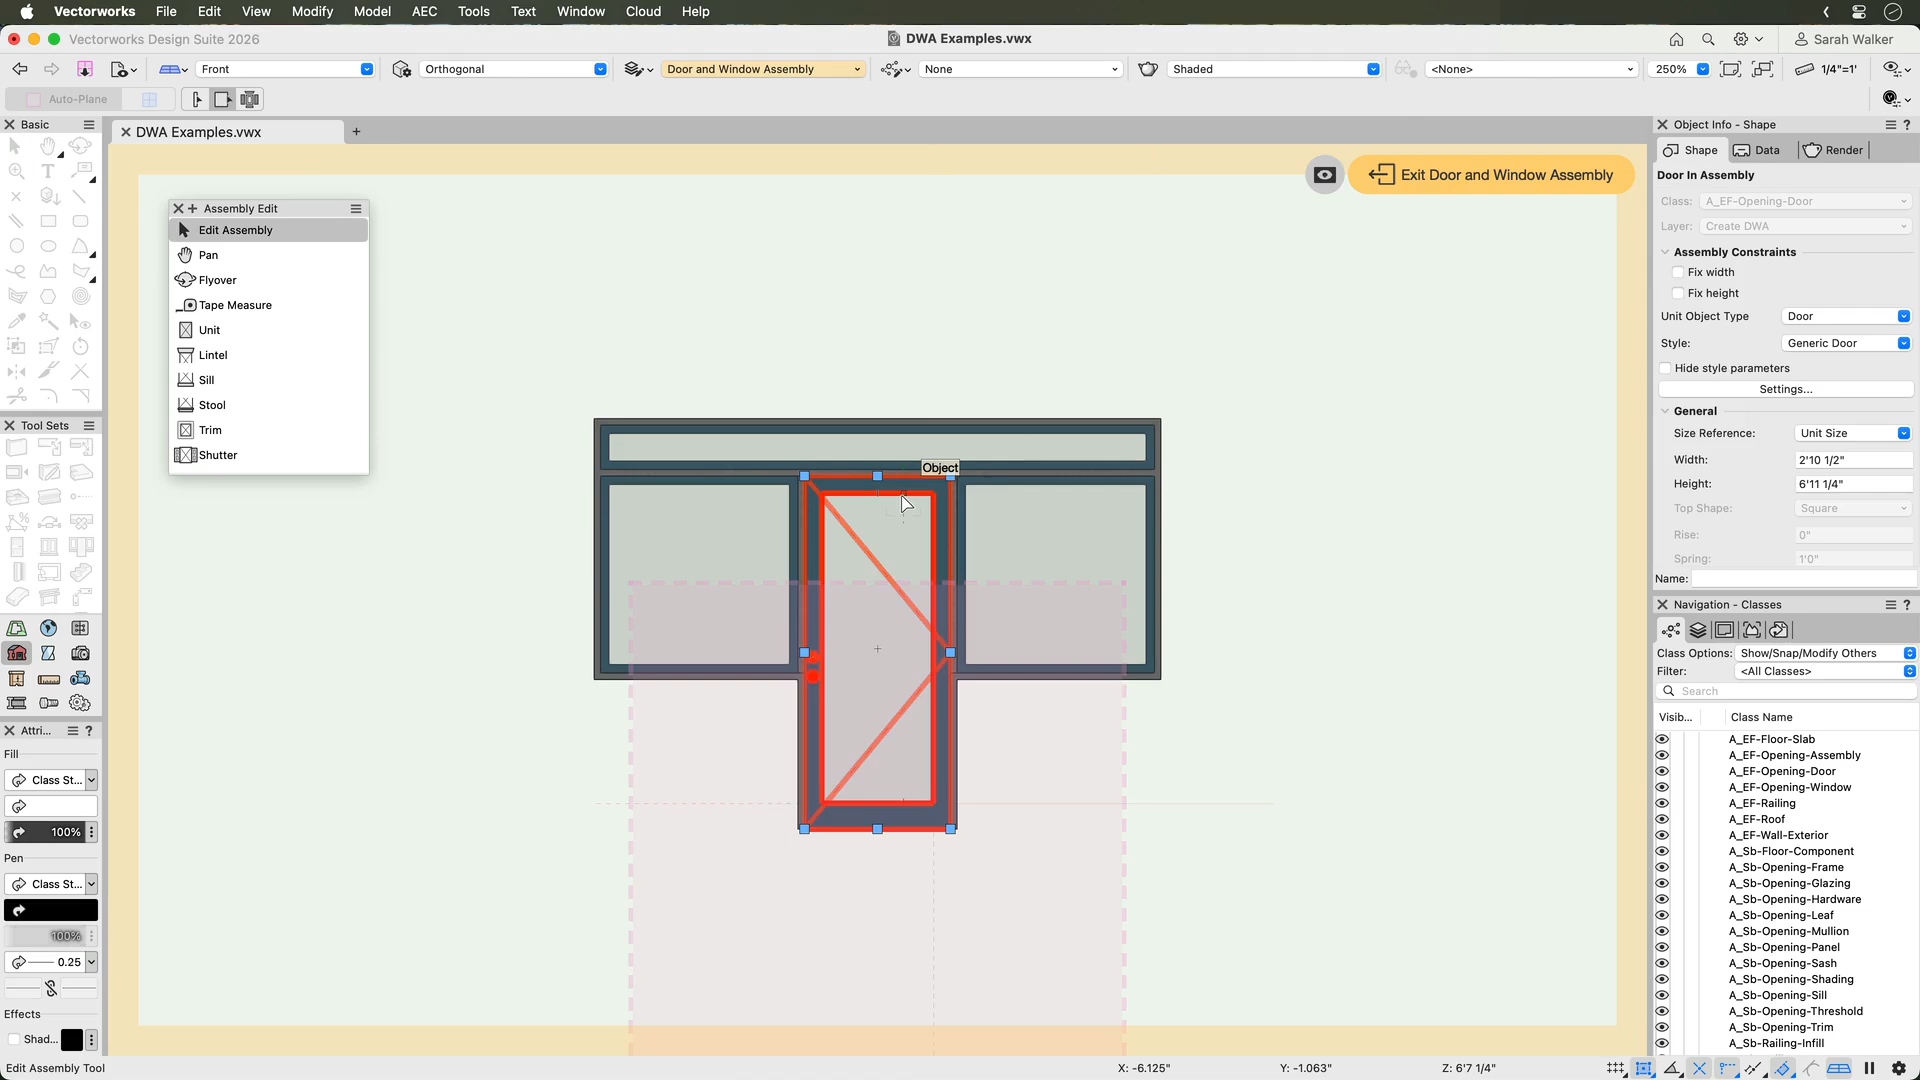 Vectorworks File Edit View Modify Model AEC Tools Text Window Cloud Help
Vectorworks Design Suite 2026
DWA Examples.vwx
Sarah Walker
Front
Orthogonal
Door and Window Assembly
None
Shaded
<None>
250%
1/4"=1'
Auto-Plane
Basic
DWA Examples.vwx
Exit Door and Window Assembly
Assembly Edit
Edit Assembly
Pan
Flyover
Tape Measure
Unit
Lintel
Sill
Stool
Trim
Shutter
Object
Tool Sets
Attri...
Fill
Class St...
100%
Pen
Class St...
100%
0.25
Effects
Shad...
Edit Assembly Tool
Object Info - Shape
Shape Data Render
Door In Assembly
Class: A_EF-Opening-Door
Layer: Create DWA
Assembly Constraints
Fix width
Fix height
Unit Object Type Door
Style: Generic Door
Hide style parameters
Settings...
General
Size Reference: Unit Size
Width: 2'10 1/2"
Height: 6'11 1/4"
Top Shape: Square
Rise: 0"
Spring: 1'0"
Name:
Navigation - Classes
Class Options: Show/Snap/Modify Others
Filter: <All Classes>
Search
Visib... Class Name
A_EF-Floor-Slab
A_EF-Opening-Assembly
A_EF-Opening-Door
A_EF-Opening-Window
A_EF-Railing
A_EF-Roof
A_EF-Wall-Exterior
A_Sb-Floor-Component
A_Sb-Opening-Frame
A_Sb-Opening-Glazing
A_Sb-Opening-Hardware
A_Sb-Opening-Leaf
A_Sb-Opening-Mullion
A_Sb-Opening-Panel
A_Sb-Opening-Sash
A_Sb-Opening-Shading
A_Sb-Opening-Sill
A_Sb-Opening-Threshold
A_Sb-Opening-Trim
A_Sb-Railing-Infill
X: -6.125" Y: -1.063" Z: 6'7 1/4"